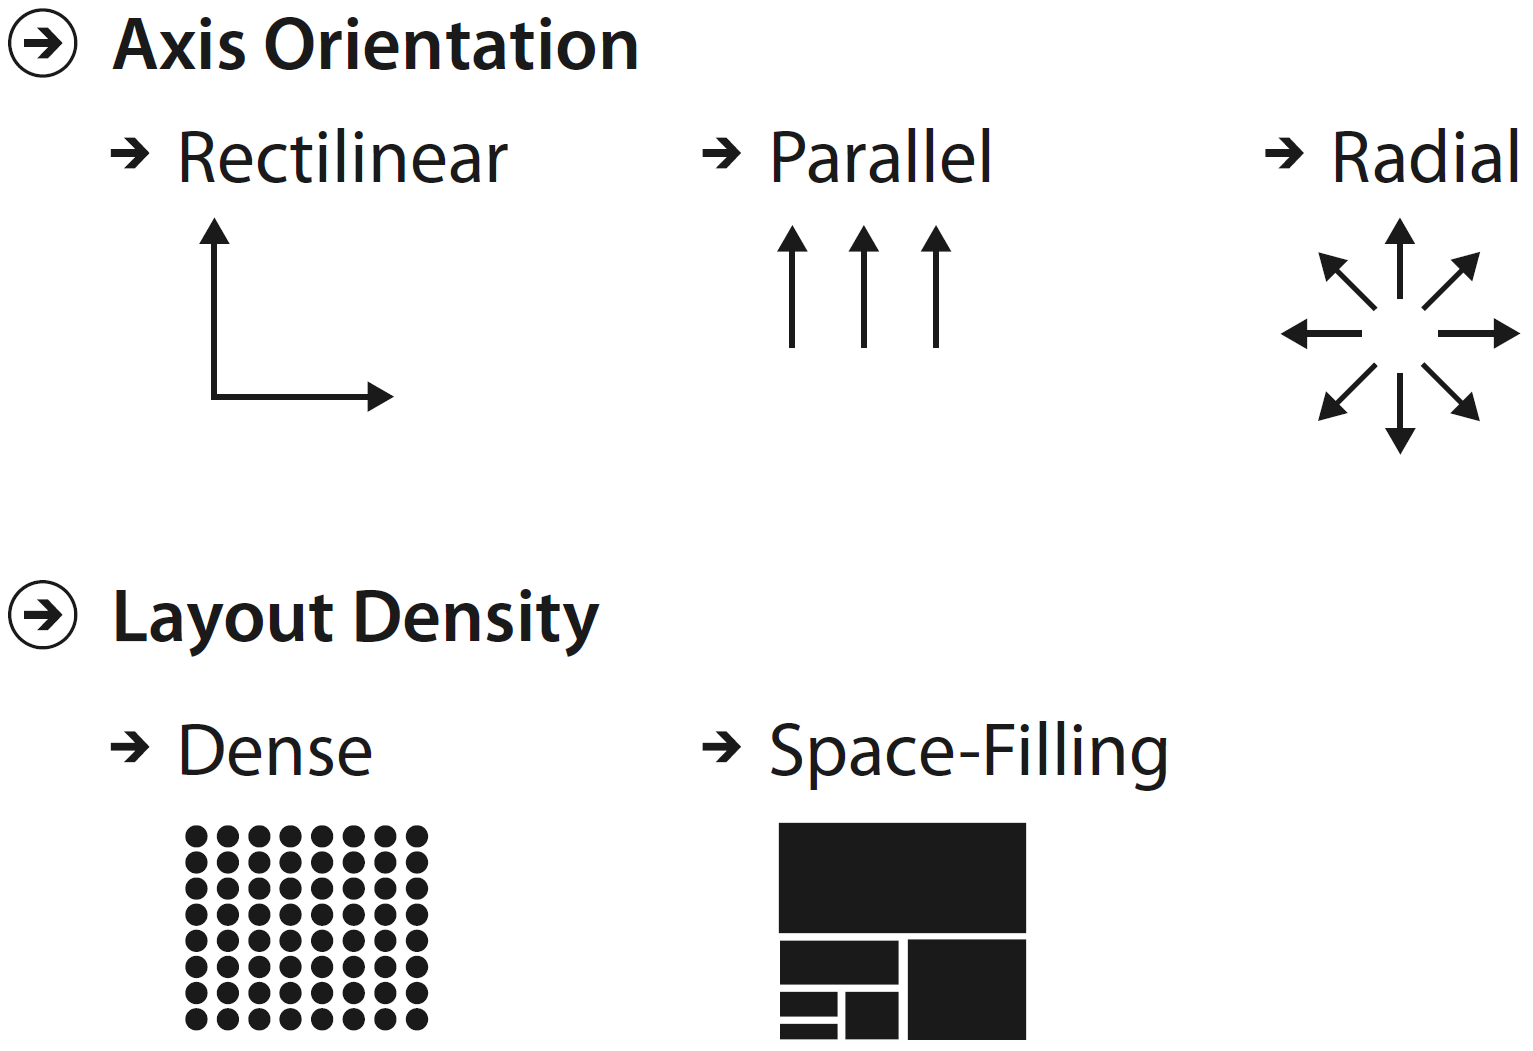 Axis Orientation
Rectilinear
Parallel
Radial
Layout Density
Dense
Space-Filling